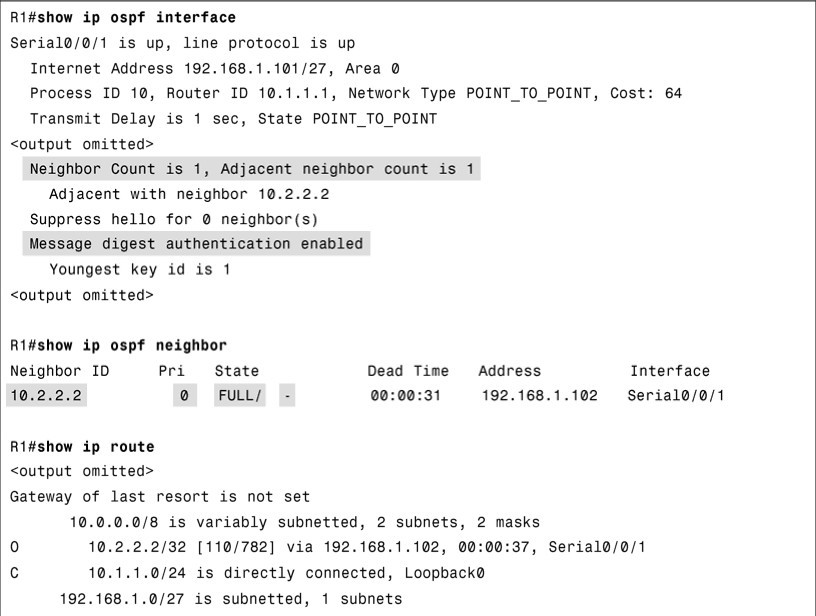 R1#show ip ospf interface
Serial0/0/1 is up, line protocol is up
Internet Address 192.168.1.101/27, Area 0
Process ID 10, Router ID 10.1.1.1, Network Type POINT_TO_POINT, Cost: 64
Transmit Delay is 1 sec, State POINT_TO_POINT
<output omitted>
Neighbor Count is 1, Adjacent neighbor count is 1
Adjacent with neighbor 10.2.2.2
Suppress hello for 0 neighbor(s)
Message digest authentication enabled
Youngest key id is 1
<output omitted>
R1#show ip ospf neighbor
Neighbor ID Pri State Dead Time Address Interface
10.2.2.2 0 FULL/ - 00:00:31 192.168.1.102 Serial0/0/1
R1#show ip route
<output omitted>
Gateway of last resort is not set
10.0.0.0/8 is variably subnetted, 2 subnets, 2 masks
O 10.2.2.2/32 [110/782] via 192.168.1.102, 00:00:37, Serial0/0/1
C 10.1.1.0/24 is directly connected, Loopback0
192.168.1.0/27 is subnetted, 1 subnets